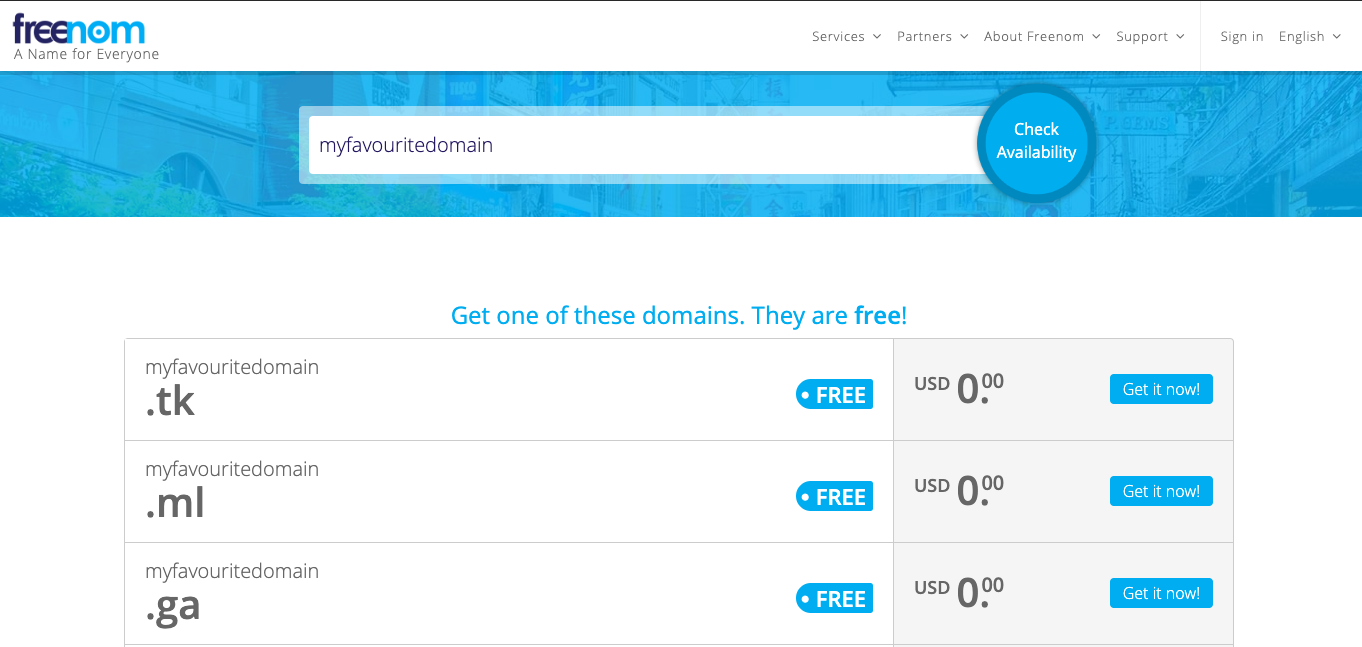 freenom
A Name for Everyone
Services Partners About Freenom Support Sign in English
myfavouritedomain
Check
Availability
Get one of these domains. They are free!
myfavouritedomain
.tk
FREE
USD 0.00
Get it now!
myfavouritedomain
.ml
FREE
USD 0.00
Get it now!
myfavouritedomain
.ga
FREE
USD 0.00
Get it now!